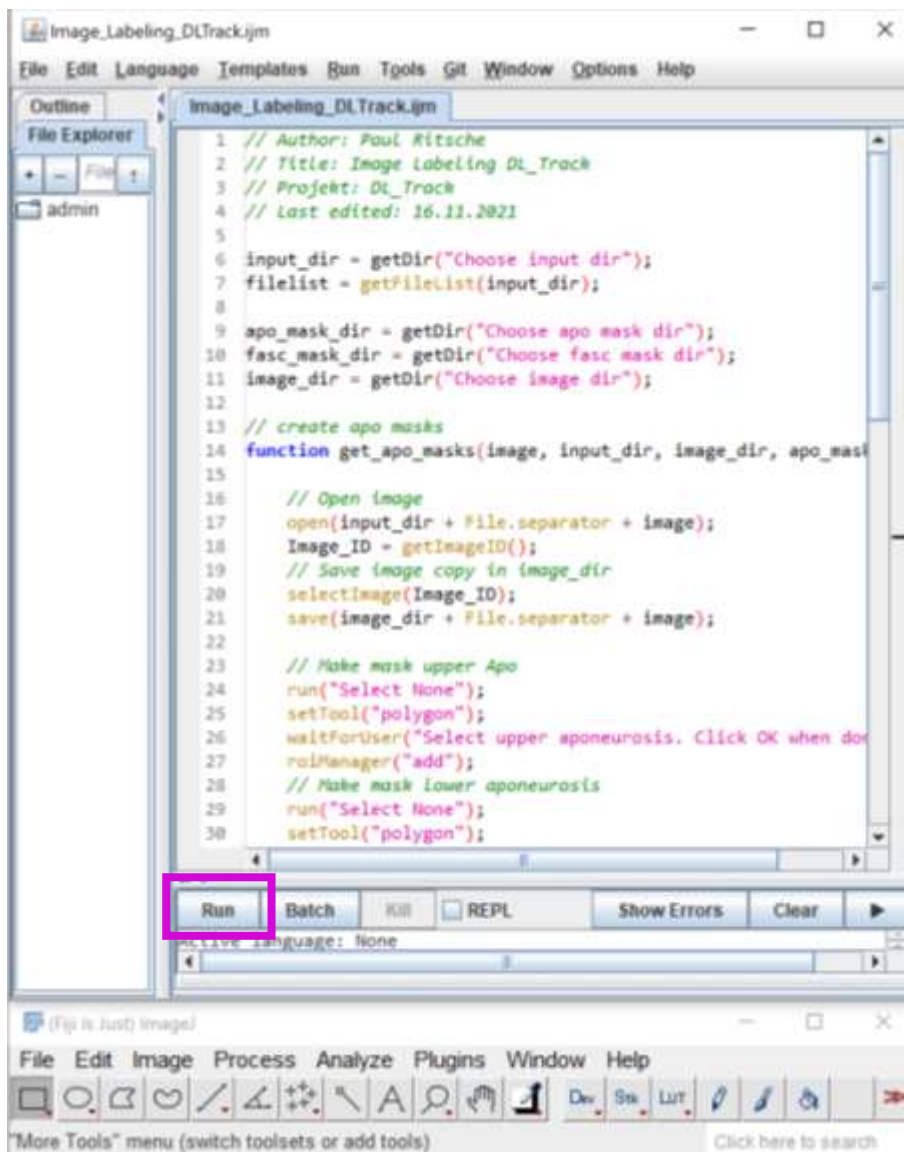 Image_Labeling_DLTrack.ijm
File Edit Language Templates Run Tools Git Window Options Help
Outline
File Explorer
+ - File ↑
admin
Image_Labeling_DLTrack.ijm
1 // Author: Paul Ritsche
2 // Title: Image Labeling DL_Track
3 // Projekt: DL_Track
4 // Last edited: 16.11.2021
5
6 input_dir = getDir("Choose input dir");
7 filelist = getFileList(input_dir);
8
9 apo_mask_dir = getDir("Choose apo mask dir");
10 fasc_mask_dir = getDir("Choose fasc mask dir");
11 image_dir = getDir("Choose image dir");
12
13 // create apo masks
14 function get_apo_masks(image, input_dir, image_dir, apo_mask
15
16 // Open image
17 open(input_dir + File.separator + image);
18 Image_ID = getImageID();
19 // Save image copy in image_dir
20 selectImage(Image_ID);
21 save(image_dir + File.separator + image);
22
23 // Make mask upper Apo
24 run("Select None");
25 setTool("polygon");
26 waitForUser("Select upper aponeurosis. Click OK when don
27 roiManager("add");
28 // Make mask lower aponeurosis
29 run("Select None");
30 setTool("polygon");
Run Batch Kill REPL Show Errors Clear
Active language: None
(Fiji Is Just) ImageJ
File Edit Image Process Analyze Plugins Window Help
A Dev Stk LUT
"More Tools" menu (switch toolsets or add tools) Click here to search